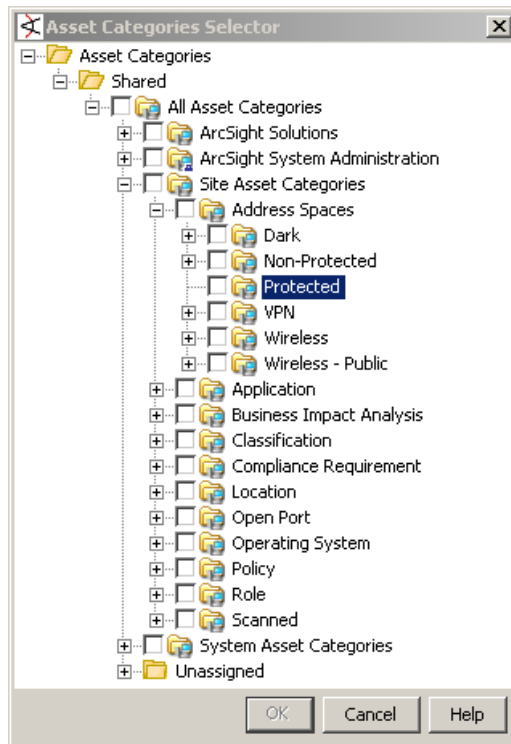 Asset Categories Selector
Asset Categories
Shared
All Asset Categories
ArcSight Solutions
ArcSight System Administration
Site Asset Categories
Address Spaces
Dark
Non-Protected
Protected
VPN
Wireless
Wireless - Public
Application
Business Impact Analysis
Classification
Compliance Requirement
Location
Open Port
Operating System
Policy
Role
Scanned
System Asset Categories
Unassigned
OK Cancel Help